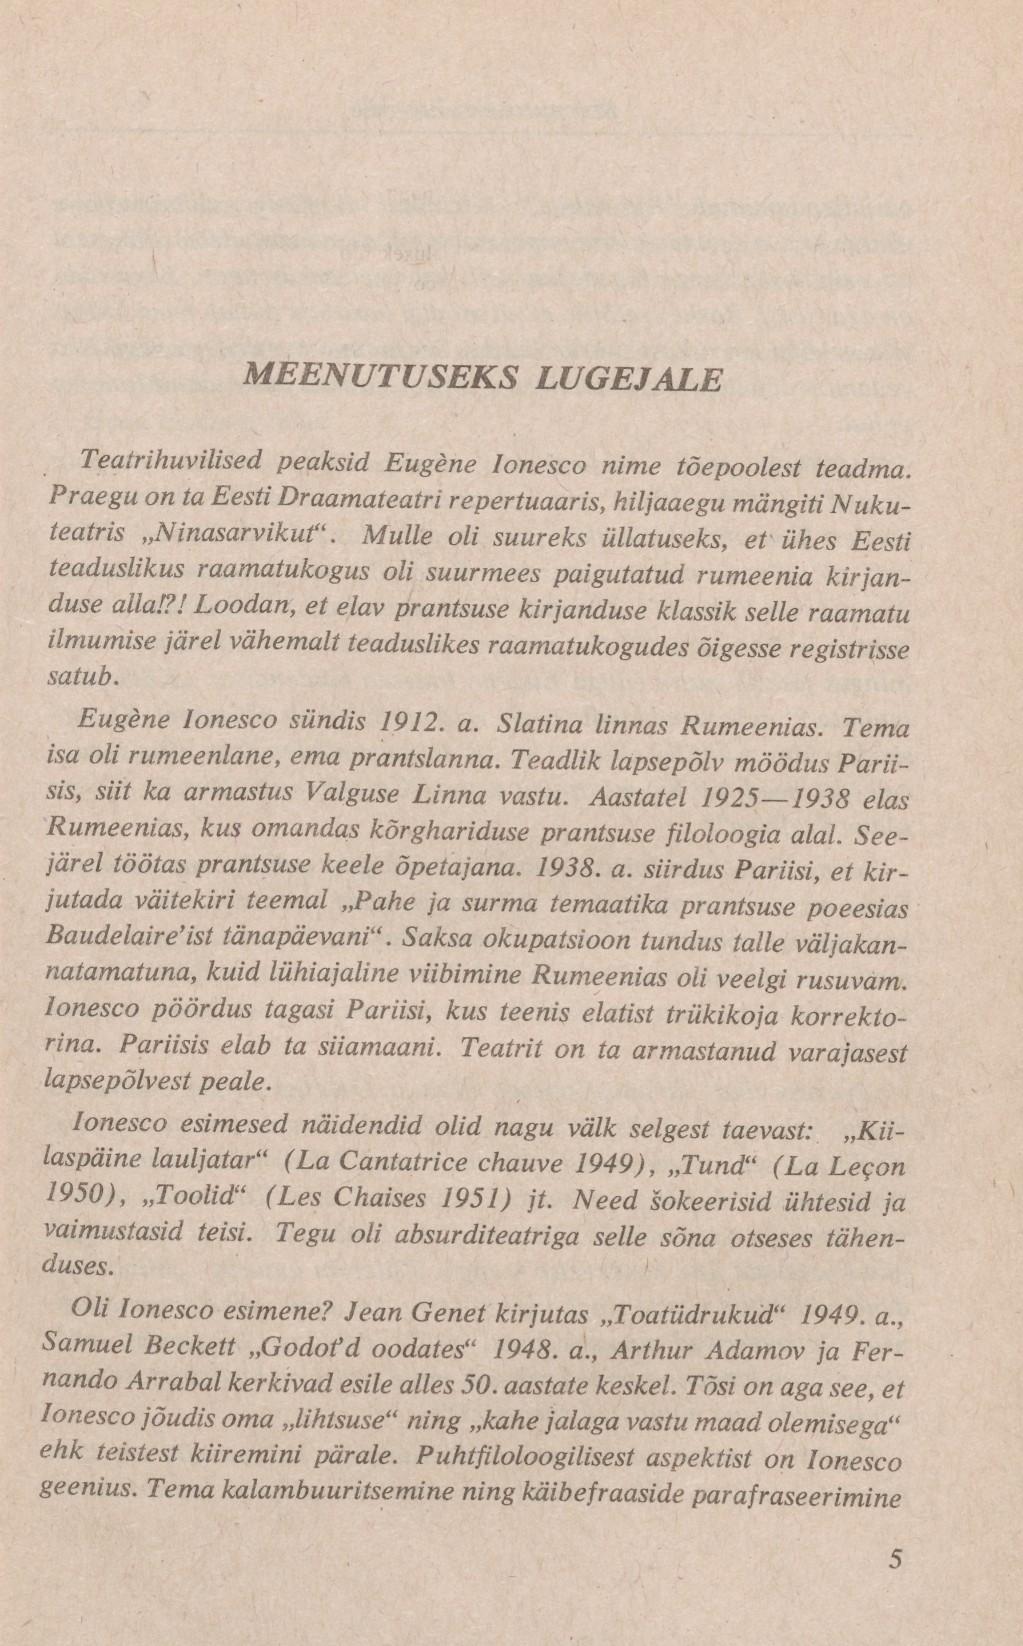 MEENUTUSEKS LUGEJALE
Teatrihuvilised peaksid Eugène Ionesco nime tõepoolest teadma.
Praegu on ta Eesti Draamateatri repertuaaris, hiljaaegu mängiti Nuku-
teatris „Ninasarvikut“. Mulle oli suureks üllatuseks, et ühes Eesti
teaduslikus raamatukogus oli suurmees paigutatud rumeenia kirjan-
duse alla!?! Loodan, et elav prantsuse kirjanduse klassik selle raamatu
ilmumise järel vähemalt teaduslikes raamatukogudes õigesse registrisse
satub.
Eugène Ionesco sündis 1912. a. Slatina linnas Rumeenias. Tema
isa oli rumeenlane, ema prantslanna. Teadlik lapsepõlv möödus Parii-
sis, siit ka armastus Valguse Linna vastu. Aastatel 1925—1938 elas
Rumeenias, kus omandas kõrghariduse prantsuse filoloogia alal. See-
järel töötas prantsuse keele õpetajana. 1938. a. siirdus Pariisi, et kir-
jutada väitekiri teemal „Pahe ja surma temaatika prantsuse poeesias
Baudelaire'ist tänapäevani“. Saksa okupatsioon tundus talle väljakan-
natamatuna, kuid lühiajaline viibimine Rumeenias oli veelgi rusuvam.
Ionesco pöördus tagasi Pariisi, kus teenis elatist trükikoja korrekto-
rina. Pariisis elab ta siiamaani. Teatrit on ta armastanud varajasest
lapsepõlvest peale.
Ionesco esimesed näidendid olid nagu välk selgest taevast: „Kii-
laspäine lauljatar“ (La Cantatrice chauve 1949), „Tund“ (La Leçon
1950), „Toolid“ (Les Chaises 1951) jt. Need šokeerisid ühtesid ja
vaimustasid teisi. Tegu oli absurditeatriga selle sõna otseses tähen-
duses.
Oli Ionesco esimene? Jean Genet kirjutas „Toatüdrukud“ 1949. a.,
Samuel Beckett „Godot'd oodates“ 1948. a., Arthur Adamov ja Fer-
nando Arrabal kerkivad esile alles 50. aastate keskel. Tõsi on aga see, et
Ionesco jõudis oma „lihtsuse“ ning „kahe jalaga vastu maad olemisega“
ehk teistest kiiremini pärale. Puhtfiloloogilisest aspektist on Ionesco
geenius. Tema kalambuuritsemine ning käibefraaside parafraseerimine
5